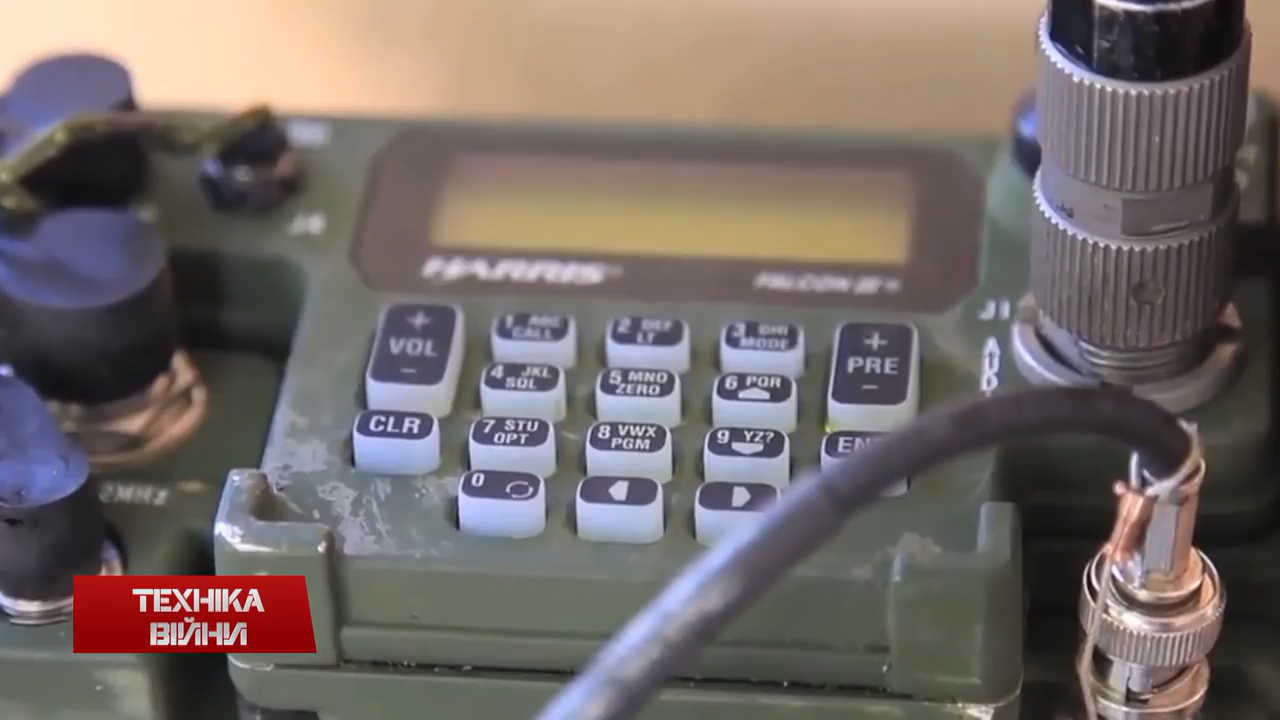 HARRIS
FALCON III
J1
AUD
+
VOL
-
1 ABC
CALL
2 DEF
LT
3 GHI
MODE
+
PRE
-
4 JKL
SQL
5 MNO
ZERO
6 PQR
CLR
7 STU
OPT
8 VWX
PGM
9 YZ?
0
ТЕХНІКА
ВІЙНИ